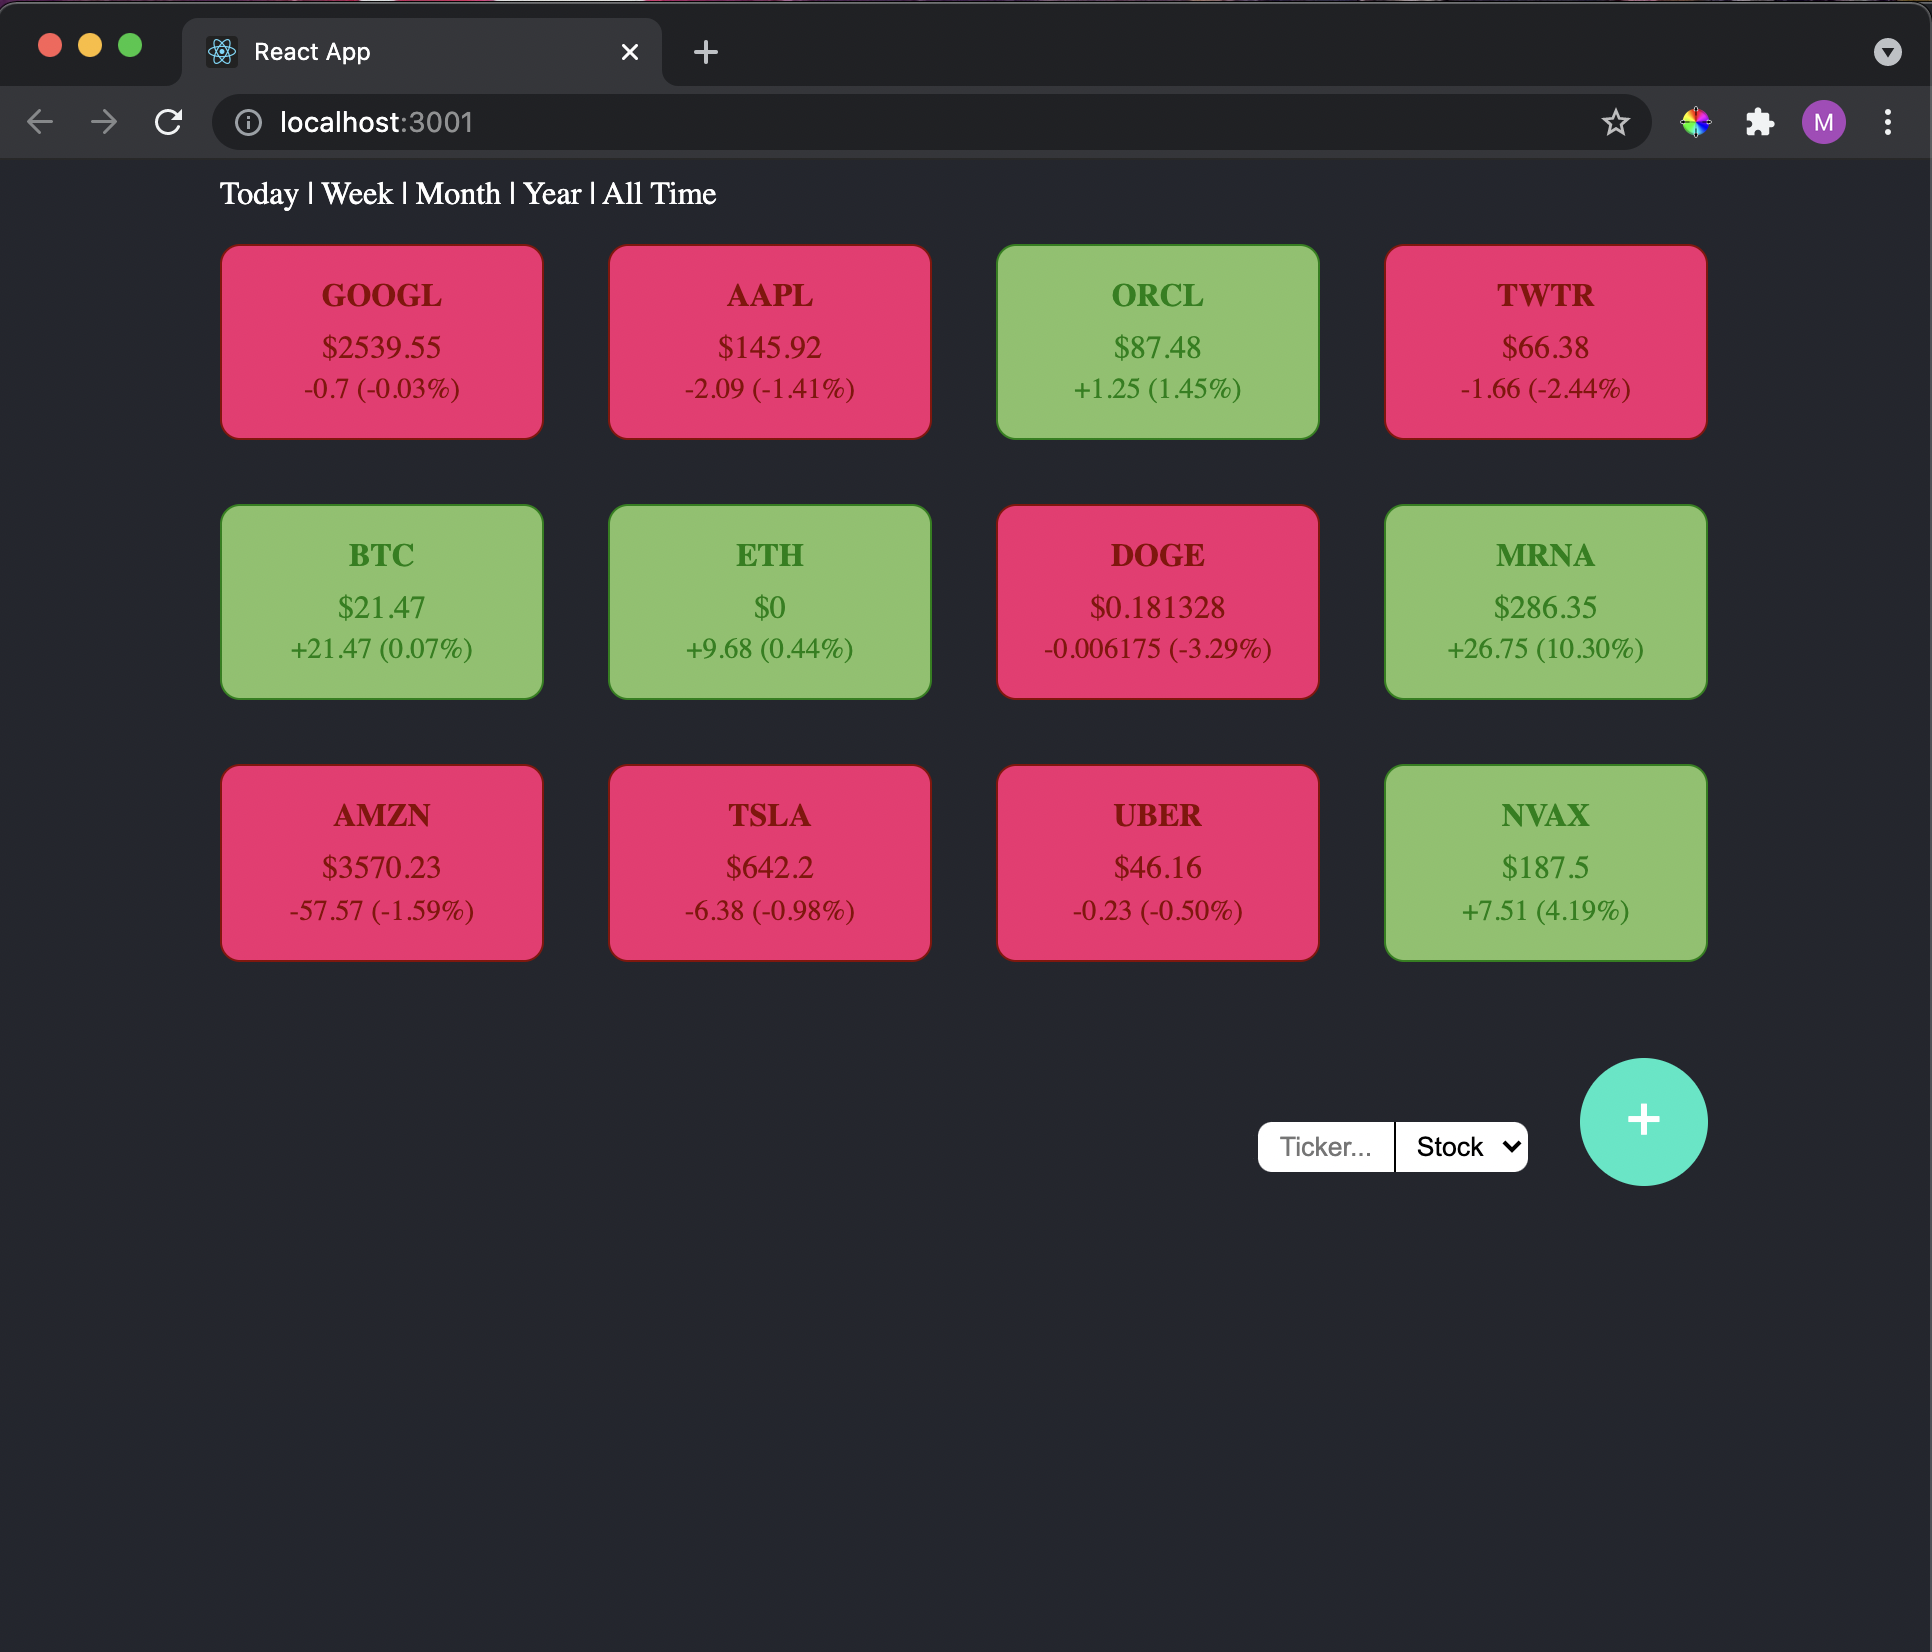 React App
localhost:3001
M
Today | Week | Month | Year | All Time
GOOGL
$2539.55
-0.7 (-0.03%)
AAPL
$145.92
-2.09 (-1.41%)
ORCL
$87.48
+1.25 (1.45%)
TWTR
$66.38
-1.66 (-2.44%)
BTC
$21.47
+21.47 (0.07%)
ETH
$0
+9.68 (0.44%)
DOGE
$0.181328
-0.006175 (-3.29%)
MRNA
$286.35
+26.75 (10.30%)
AMZN
$3570.23
-57.57 (-1.59%)
TSLA
$642.2
-6.38 (-0.98%)
UBER
$46.16
-0.23 (-0.50%)
NVAX
$187.5
+7.51 (4.19%)
+
Ticker... Stock